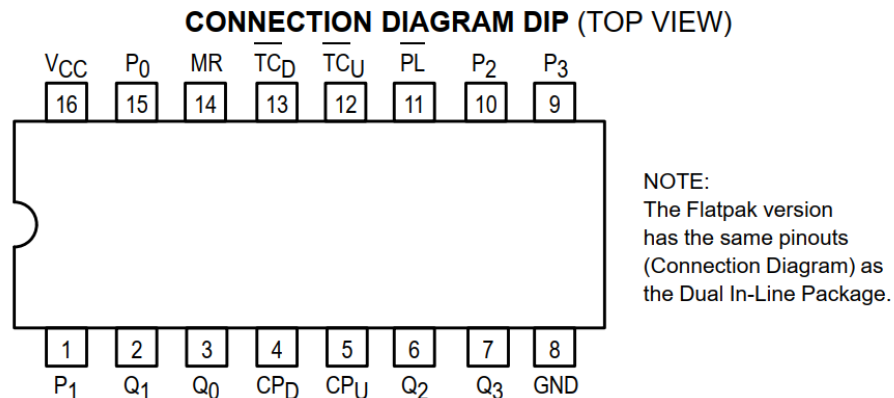 CONNECTION DIAGRAM DIP (TOP VIEW)
VCC P0 MR TCD TCU PL P2 P3
16 15 14 13 12 11 10 9
NOTE:
The Flatpak version
has the same pinouts
(Connection Diagram) as
the Dual In-Line Package.
1 2 3 4 5 6 7 8
P1 Q1 Q0 CPD CPU Q2 Q3 GND